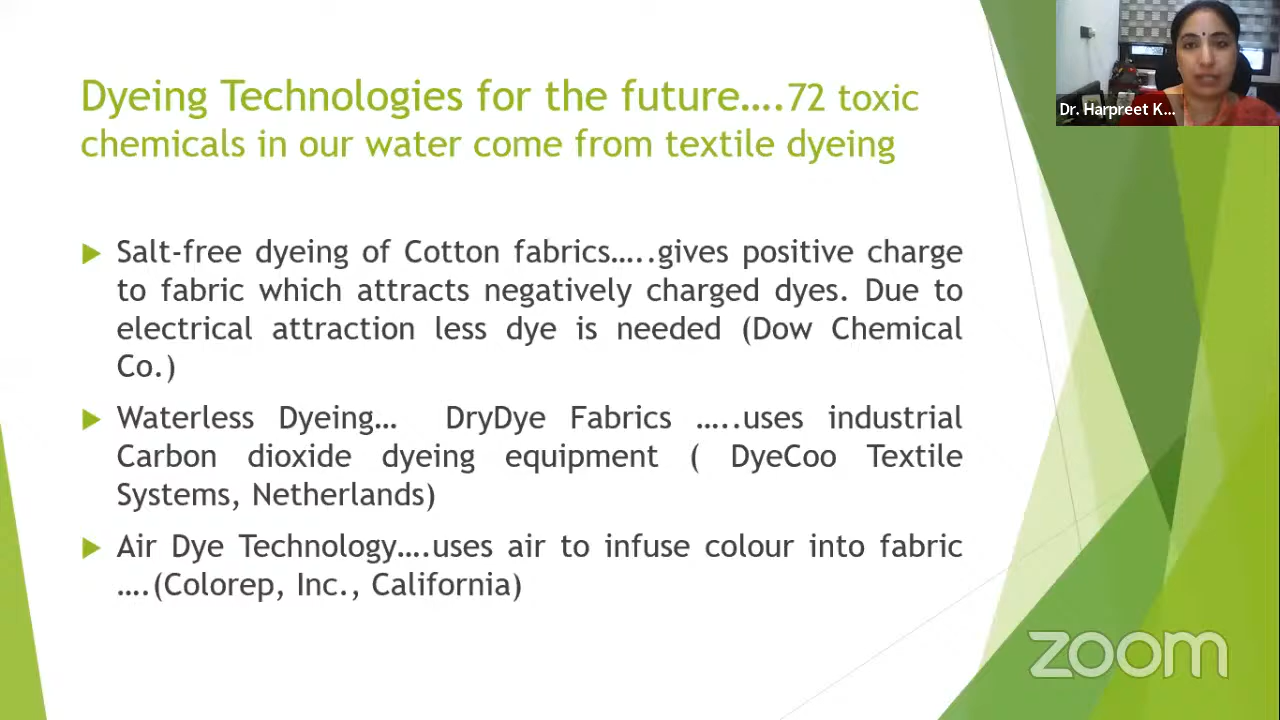 Dyeing Technologies for the future….72 toxic
chemicals in our water come from textile dyeing
Dr. Harpreet K...
Salt-free dyeing of Cotton fabrics…..gives positive charge
to fabric which attracts negatively charged dyes. Due to
electrical attraction less dye is needed (Dow Chemical
Co.)
Waterless Dyeing… DryDye Fabrics …..uses industrial
Carbon dioxide dyeing equipment ( DyeCoo Textile
Systems, Netherlands)
Air Dye Technology….uses air to infuse colour into fabric
….(Colorep, Inc., California)
zoom